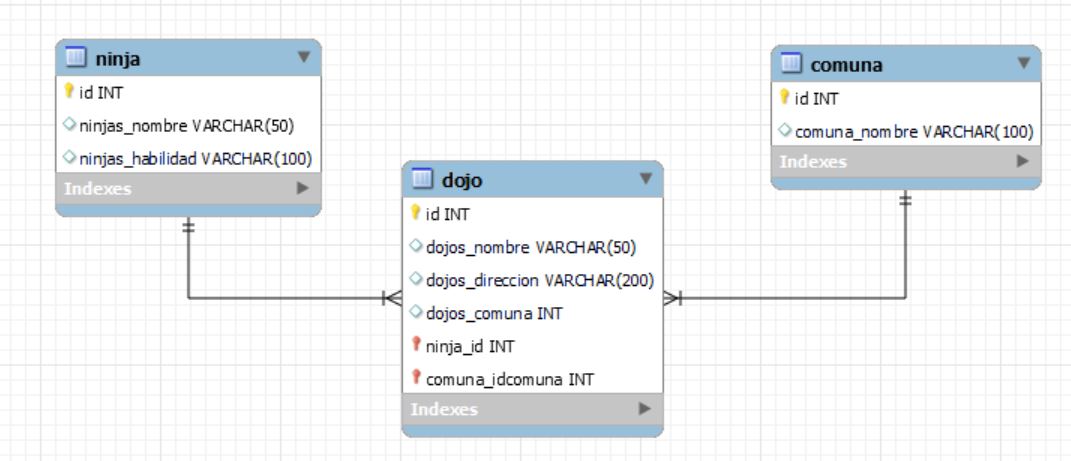 ninja
id INT
ninjas_nombre VARCHAR(50)
ninjas_habilidad VARCHAR(100)
Indexes
dojo
id INT
dojos_nombre VARCHAR(50)
dojos_direccion VARCHAR(200)
dojos_comuna INT
ninja_id INT
comuna_idcomuna INT
Indexes
comuna
id INT
comuna_nombre VARCHAR(100)
Indexes